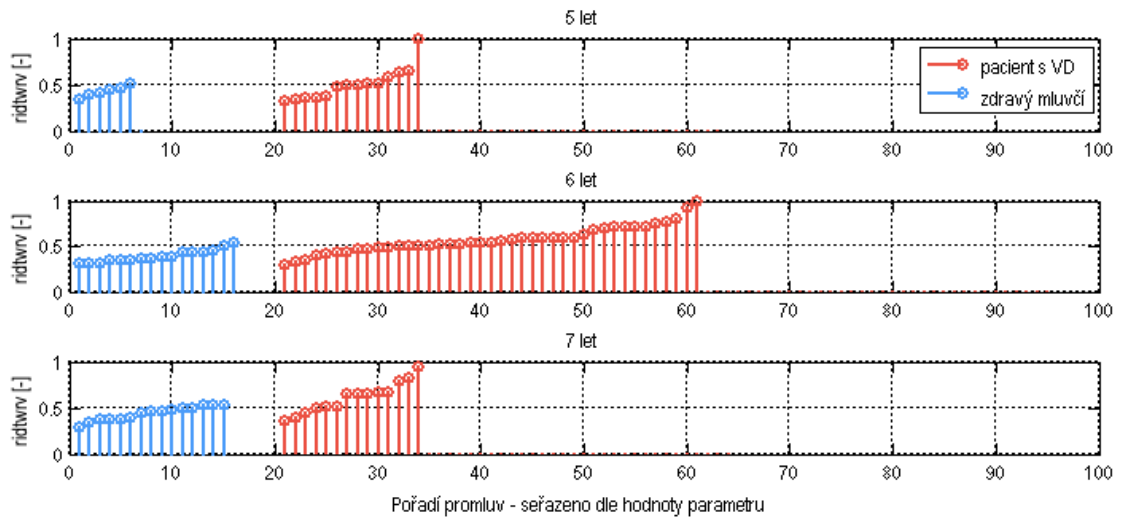 5 let
1
0.5
0
ridtwrv [-]
0 10 20 30 40 50 60 70 80 90 100
pacient s VD
zdravý mluvčí
6 let
1
0.5
0
ridtwrv [-]
0 10 20 30 40 50 60 70 80 90 100
7 let
1
0.5
0
ridtwrv [-]
0 10 20 30 40 50 60 70 80 90 100
Pořadí promluv - seřazeno dle hodnoty parametru